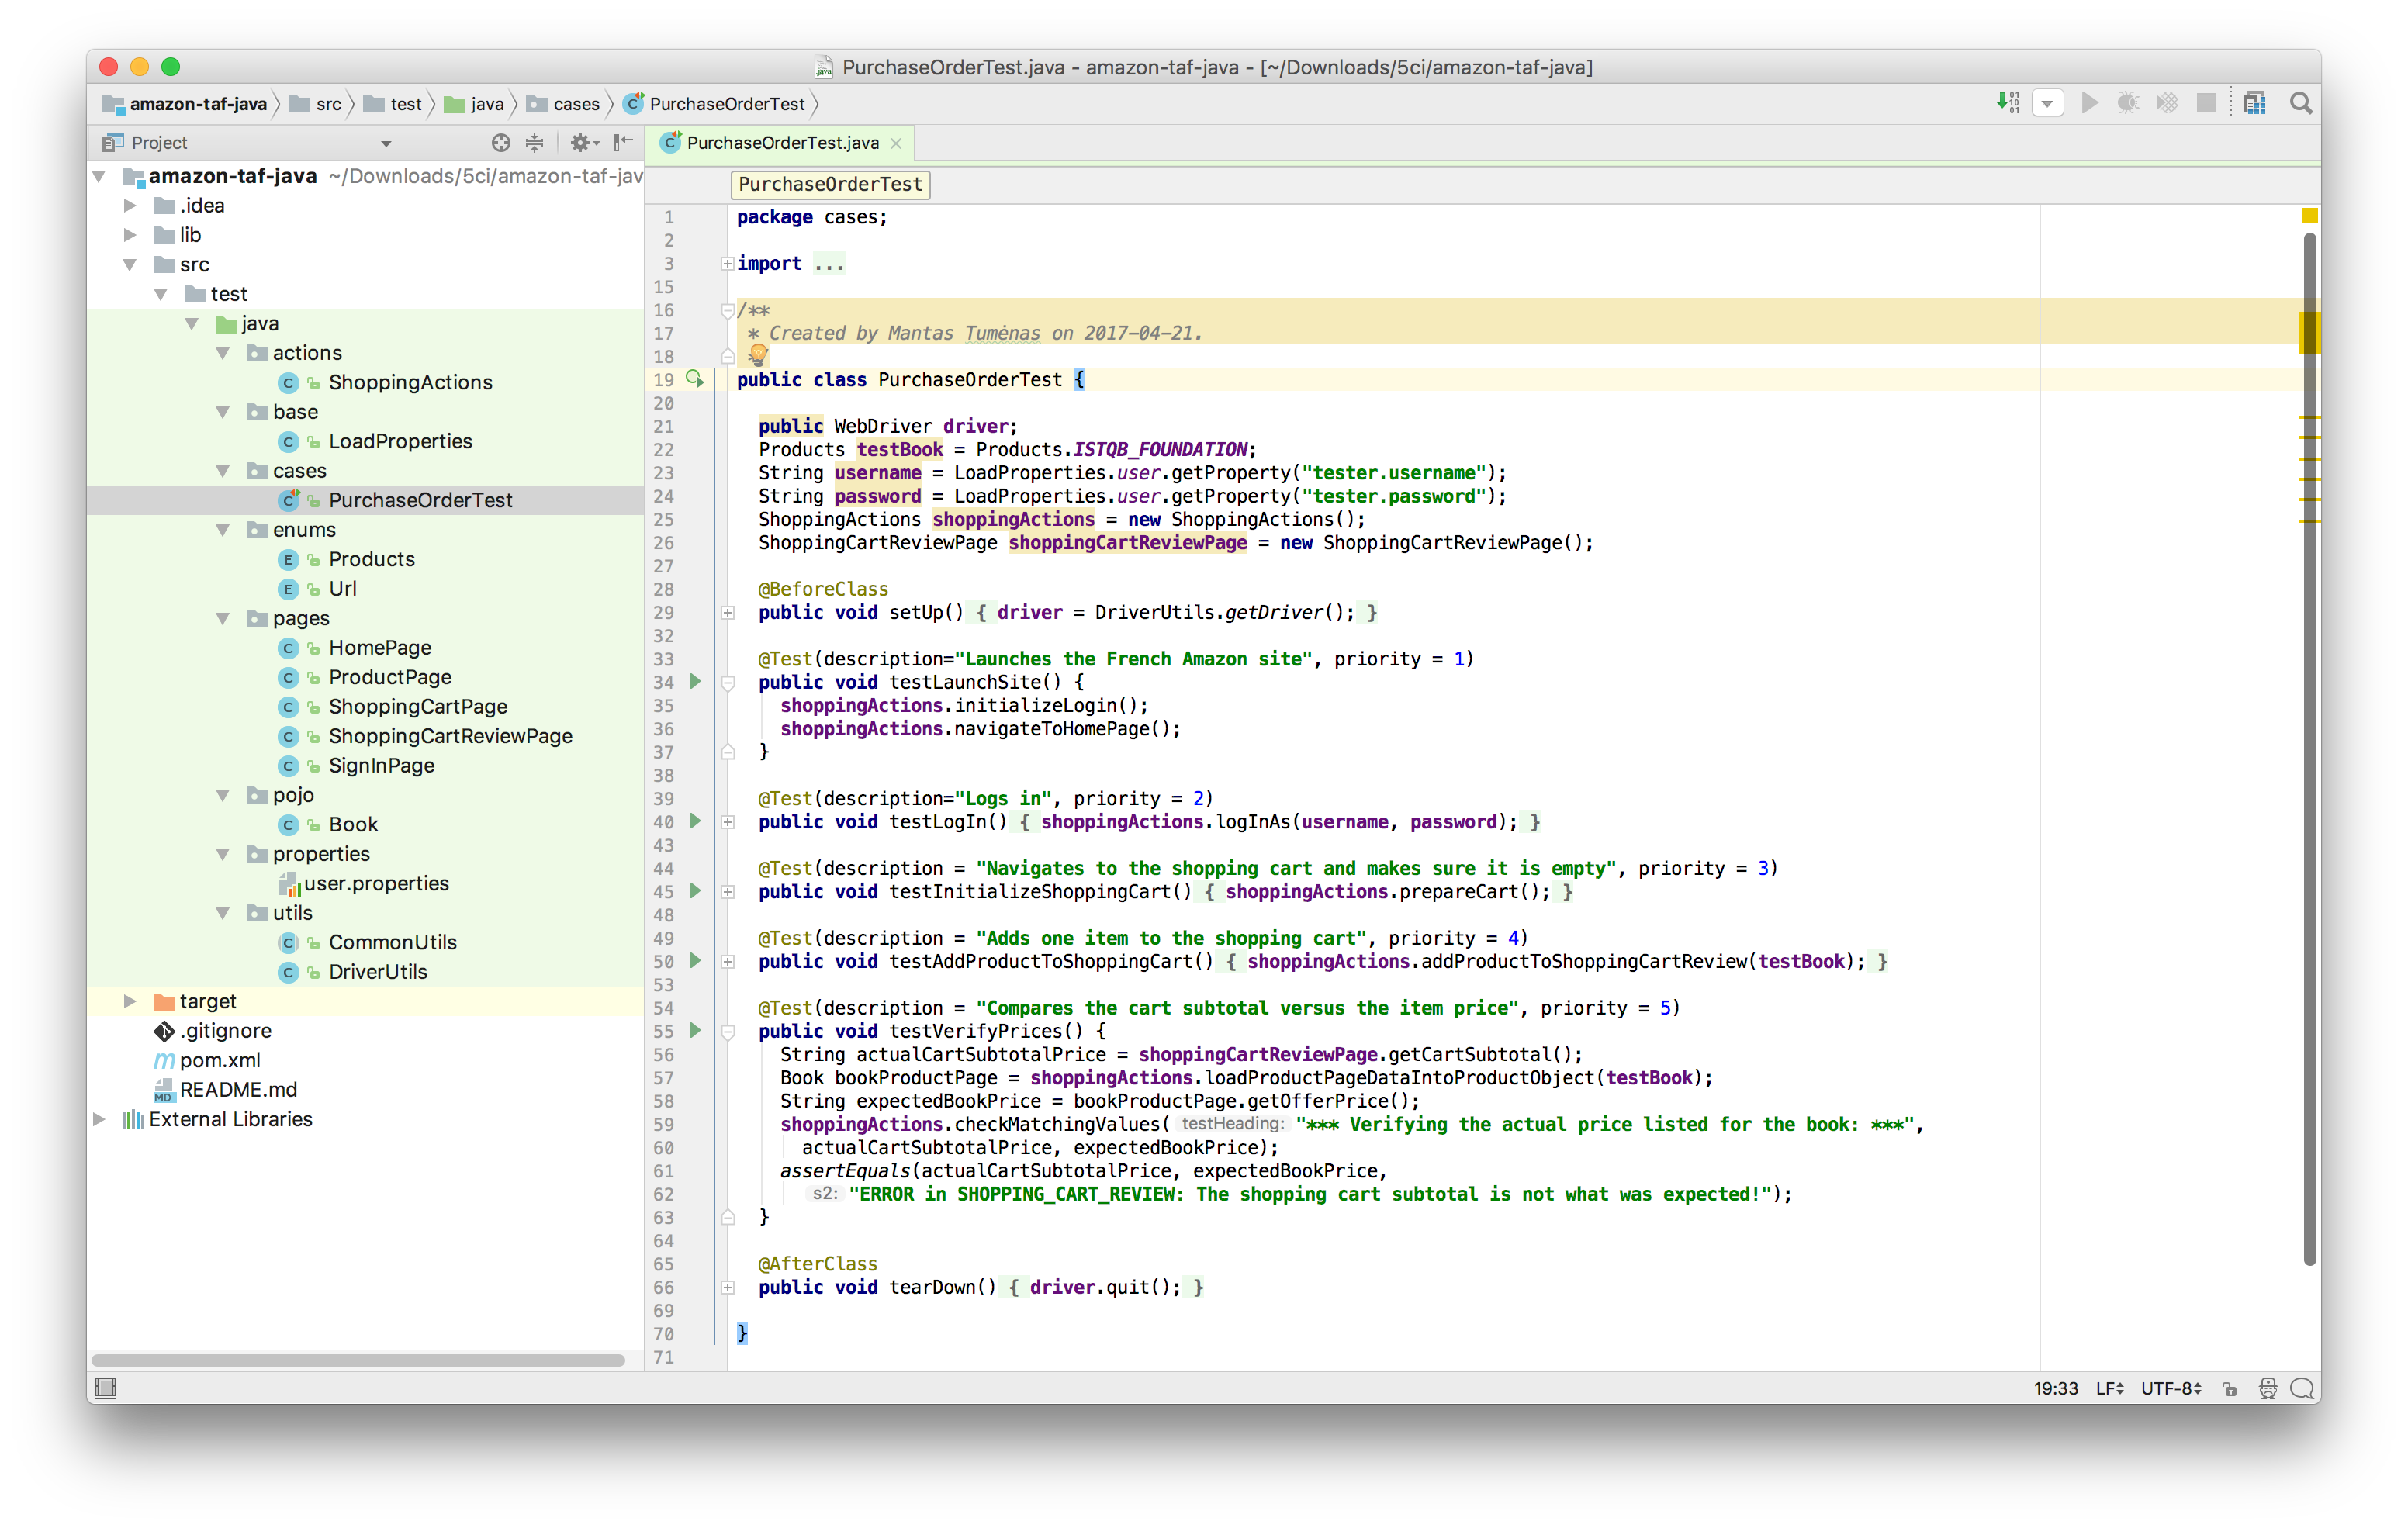 PurchaseOrderTest.java - amazon-taf-java - [~/Downloads/5ci/amazon-taf-java]
amazon-taf-java src test java cases PurchaseOrderTest
Project
PurchaseOrderTest.java
amazon-taf-java ~/Downloads/5ci/amazon-taf-jav
.idea
lib
src
test
java
actions
ShoppingActions
base
LoadProperties
cases
PurchaseOrderTest
enums
Products
Url
pages
HomePage
ProductPage
ShoppingCartPage
ShoppingCartReviewPage
SignInPage
pojo
Book
properties
user.properties
utils
CommonUtils
DriverUtils
target
.gitignore
pom.xml
README.md
External Libraries
PurchaseOrderTest
1 package cases;
2
3 import ...
15
16 /**
17 * Created by Mantas Tumėnas on 2017-04-21.
18
19 public class PurchaseOrderTest {
20
21 public WebDriver driver;
22 Products testBook = Products.ISTQB_FOUNDATION;
23 String username = LoadProperties.user.getProperty("tester.username");
24 String password = LoadProperties.user.getProperty("tester.password");
25 ShoppingActions shoppingActions = new ShoppingActions();
26 ShoppingCartReviewPage shoppingCartReviewPage = new ShoppingCartReviewPage();
27
28 @BeforeClass
29 public void setUp() { driver = DriverUtils.getDriver(); }
32
33 @Test(description="Launches the French Amazon site", priority = 1)
34 public void testLaunchSite() {
35 shoppingActions.initializeLogin();
36 shoppingActions.navigateToHomePage();
37 }
38
39 @Test(description="Logs in", priority = 2)
40 public void testLogIn() { shoppingActions.logInAs(username, password); }
43
44 @Test(description = "Navigates to the shopping cart and makes sure it is empty", priority = 3)
45 public void testInitializeShoppingCart() { shoppingActions.prepareCart(); }
48
49 @Test(description = "Adds one item to the shopping cart", priority = 4)
50 public void testAddProductToShoppingCart() { shoppingActions.addProductToShoppingCartReview(testBook); }
53
54 @Test(description = "Compares the cart subtotal versus the item price", priority = 5)
55 public void testVerifyPrices() {
56 String actualCartSubtotalPrice = shoppingCartReviewPage.getCartSubtotal();
57 Book bookProductPage = shoppingActions.loadProductPageDataIntoProductObject(testBook);
58 String expectedBookPrice = bookProductPage.getOfferPrice();
59 shoppingActions.checkMatchingValues( testHeading: "*** Verifying the actual price listed for the book: ***",
60 actualCartSubtotalPrice, expectedBookPrice);
61 assertEquals(actualCartSubtotalPrice, expectedBookPrice,
62 s2: "ERROR in SHOPPING_CART_REVIEW: The shopping cart subtotal is not what was expected!");
63 }
64
65 @AfterClass
66 public void tearDown() { driver.quit(); }
69
70 }
71
19:33 LF UTF-8